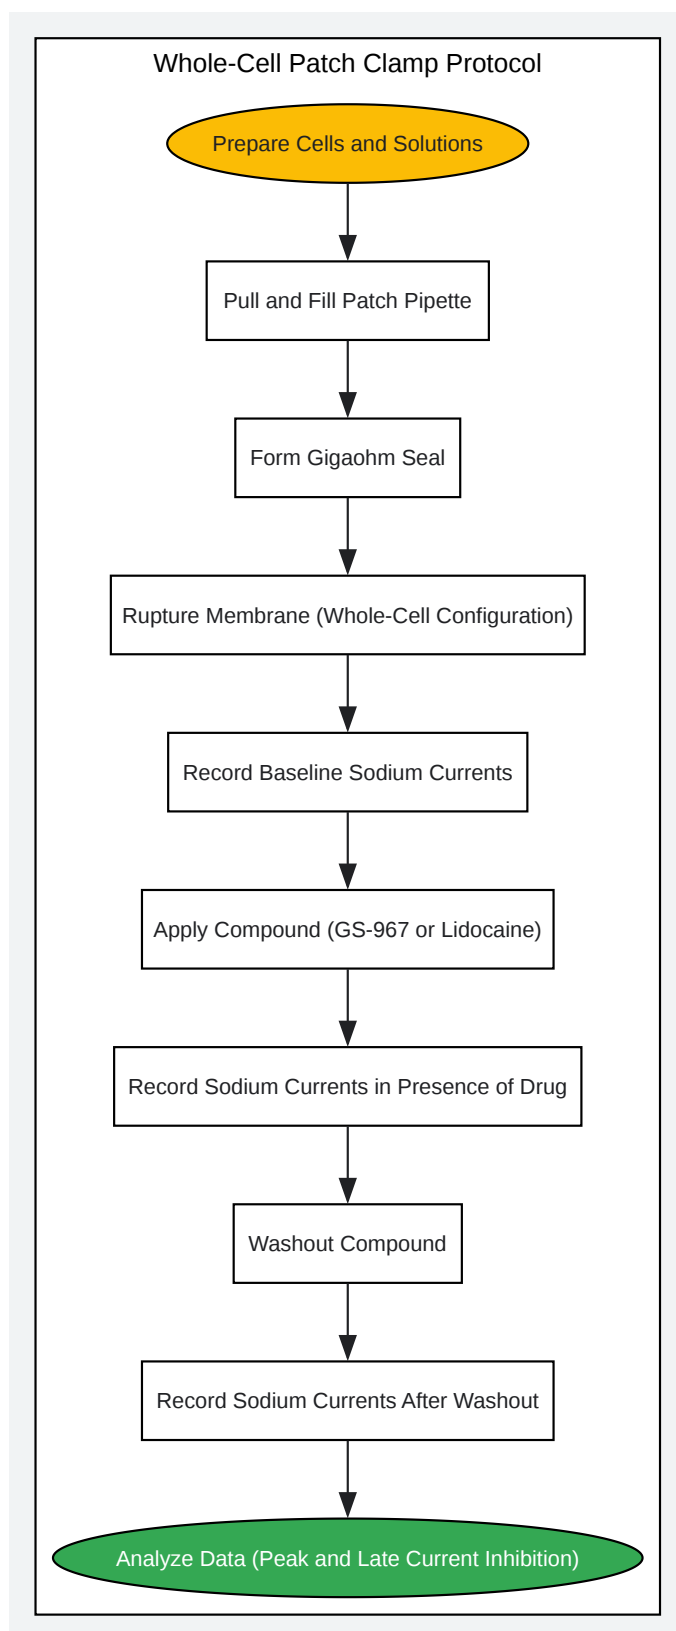 Whole-Cell Patch Clamp Protocol
Prepare Cells and Solutions
Pull and Fill Patch Pipette
Form Gigaohm Seal
Rupture Membrane (Whole-Cell Configuration)
Record Baseline Sodium Currents
Apply Compound (GS-967 or Lidocaine)
Record Sodium Currents in Presence of Drug
Washout Compound
Record Sodium Currents After Washout
Analyze Data (Peak and Late Current Inhibition)